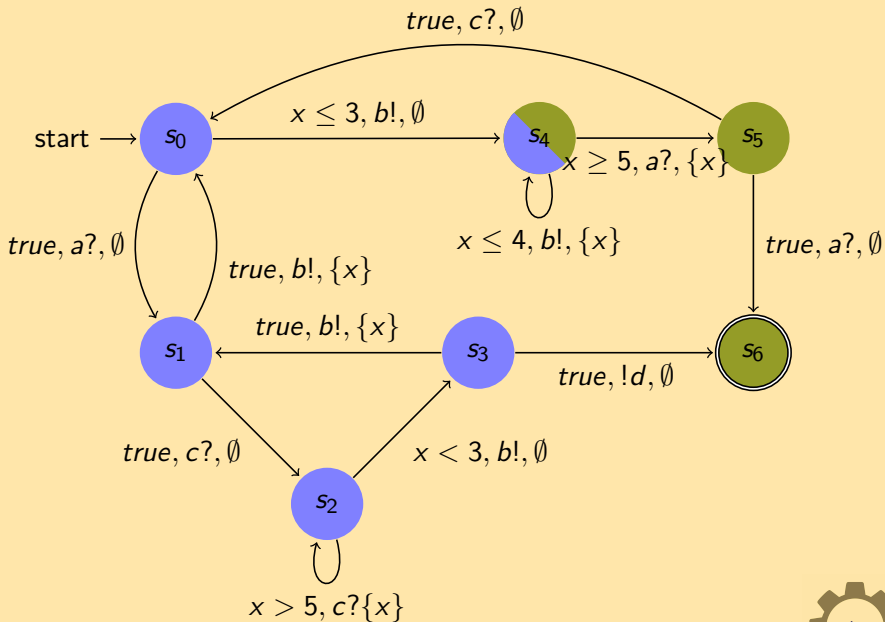 true, c?, ∅
start
s0
x ≤ 3, b!, ∅
s4
x ≥ 5, a?, {x}
s5
x ≤ 4, b!, {x}
true, a?, ∅
true, b!, {x}
true, a?, ∅
s1
true, b!, {x}
s3
true, !d, ∅
s6
true, c?, ∅
x < 3, b!, ∅
s2
x > 5, c?{x}